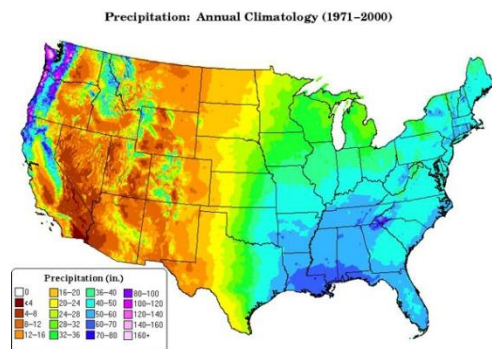 Precipitation: Annual Climatology (1971-2000)
Precipitation (in.)
0 16-20 36-40 80-100
<4 20-24 40-50 100-120
4-8 24-28 50-60 120-140
8-12 28-32 60-70 140-160
12-16 32-36 70-80 160+